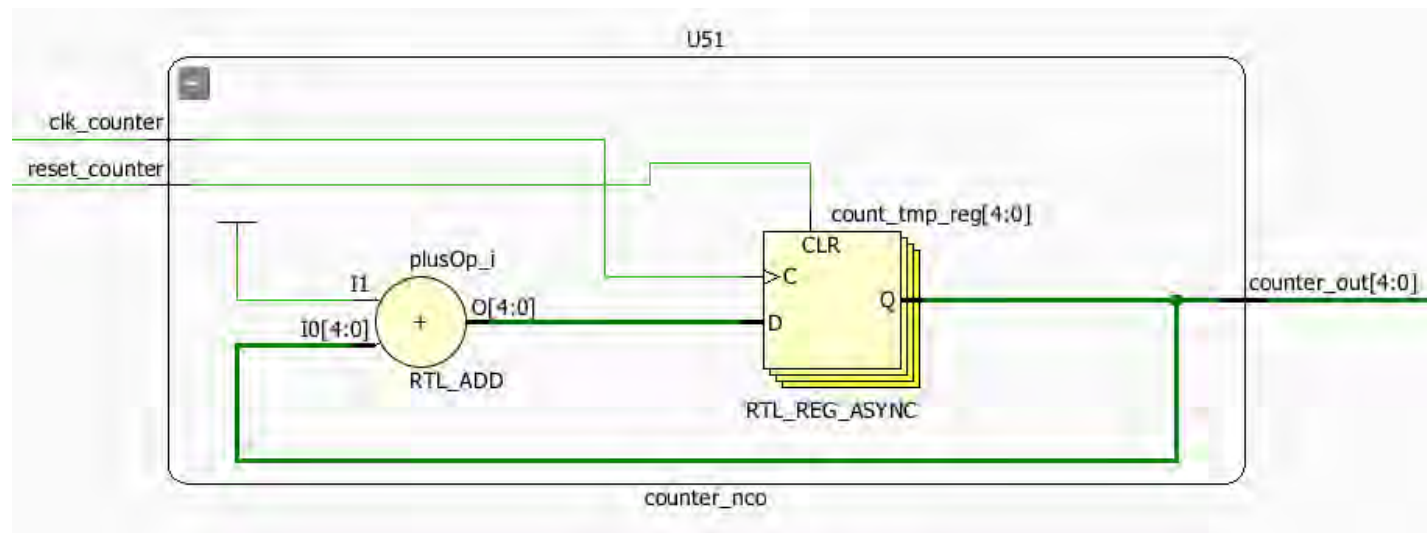 U51
clk_counter
reset_counter
count_tmp_reg[4:0]
CLR
plusOp_i
C
I1
counter_out[4:0]
Q
O[4:0]
I0[4:0]
+
D
RTL_ADD
RTL_REG_ASYNC
counter_nco